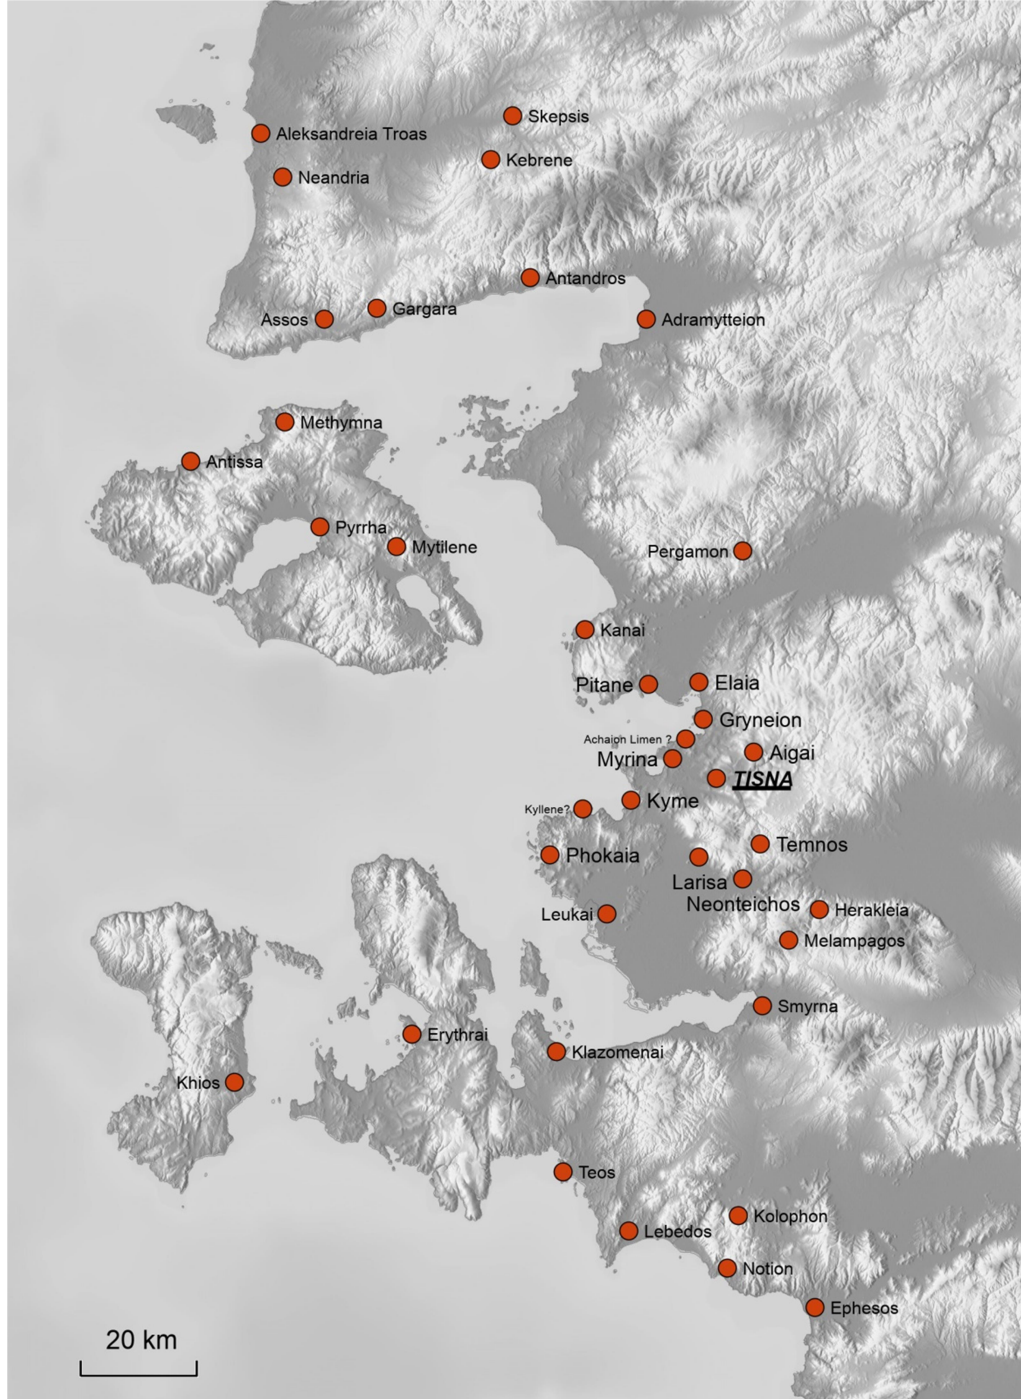 Skepsis
Aleksandreia Troas
Kebrene
Neandria
Antandros
Gargara
Assos
Adramytteion
Methymna
Antissa
Pyrrha
Mytilene
Pergamon
Kanai
Pitane
Elaia
Gryneion
Achaion Limen ?
Aigai
Myrina
TISNA
Kyme
Kyllene?
Temnos
Phokaia
Larisa
Neonteichos
Herakleia
Leukai
Melampagos
Smyrna
Erythrai
Klazomenai
Khios
Teos
Kolophon
Lebedos
Notion
Ephesos
20 km